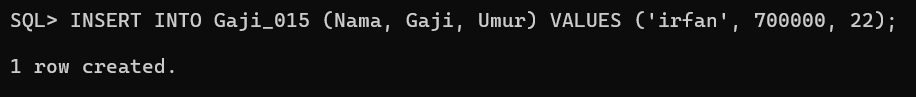 SQL> INSERT INTO Gaji_015 (Nama, Gaji, Umur) VALUES ('irfan', 700000, 22);
1 row created.